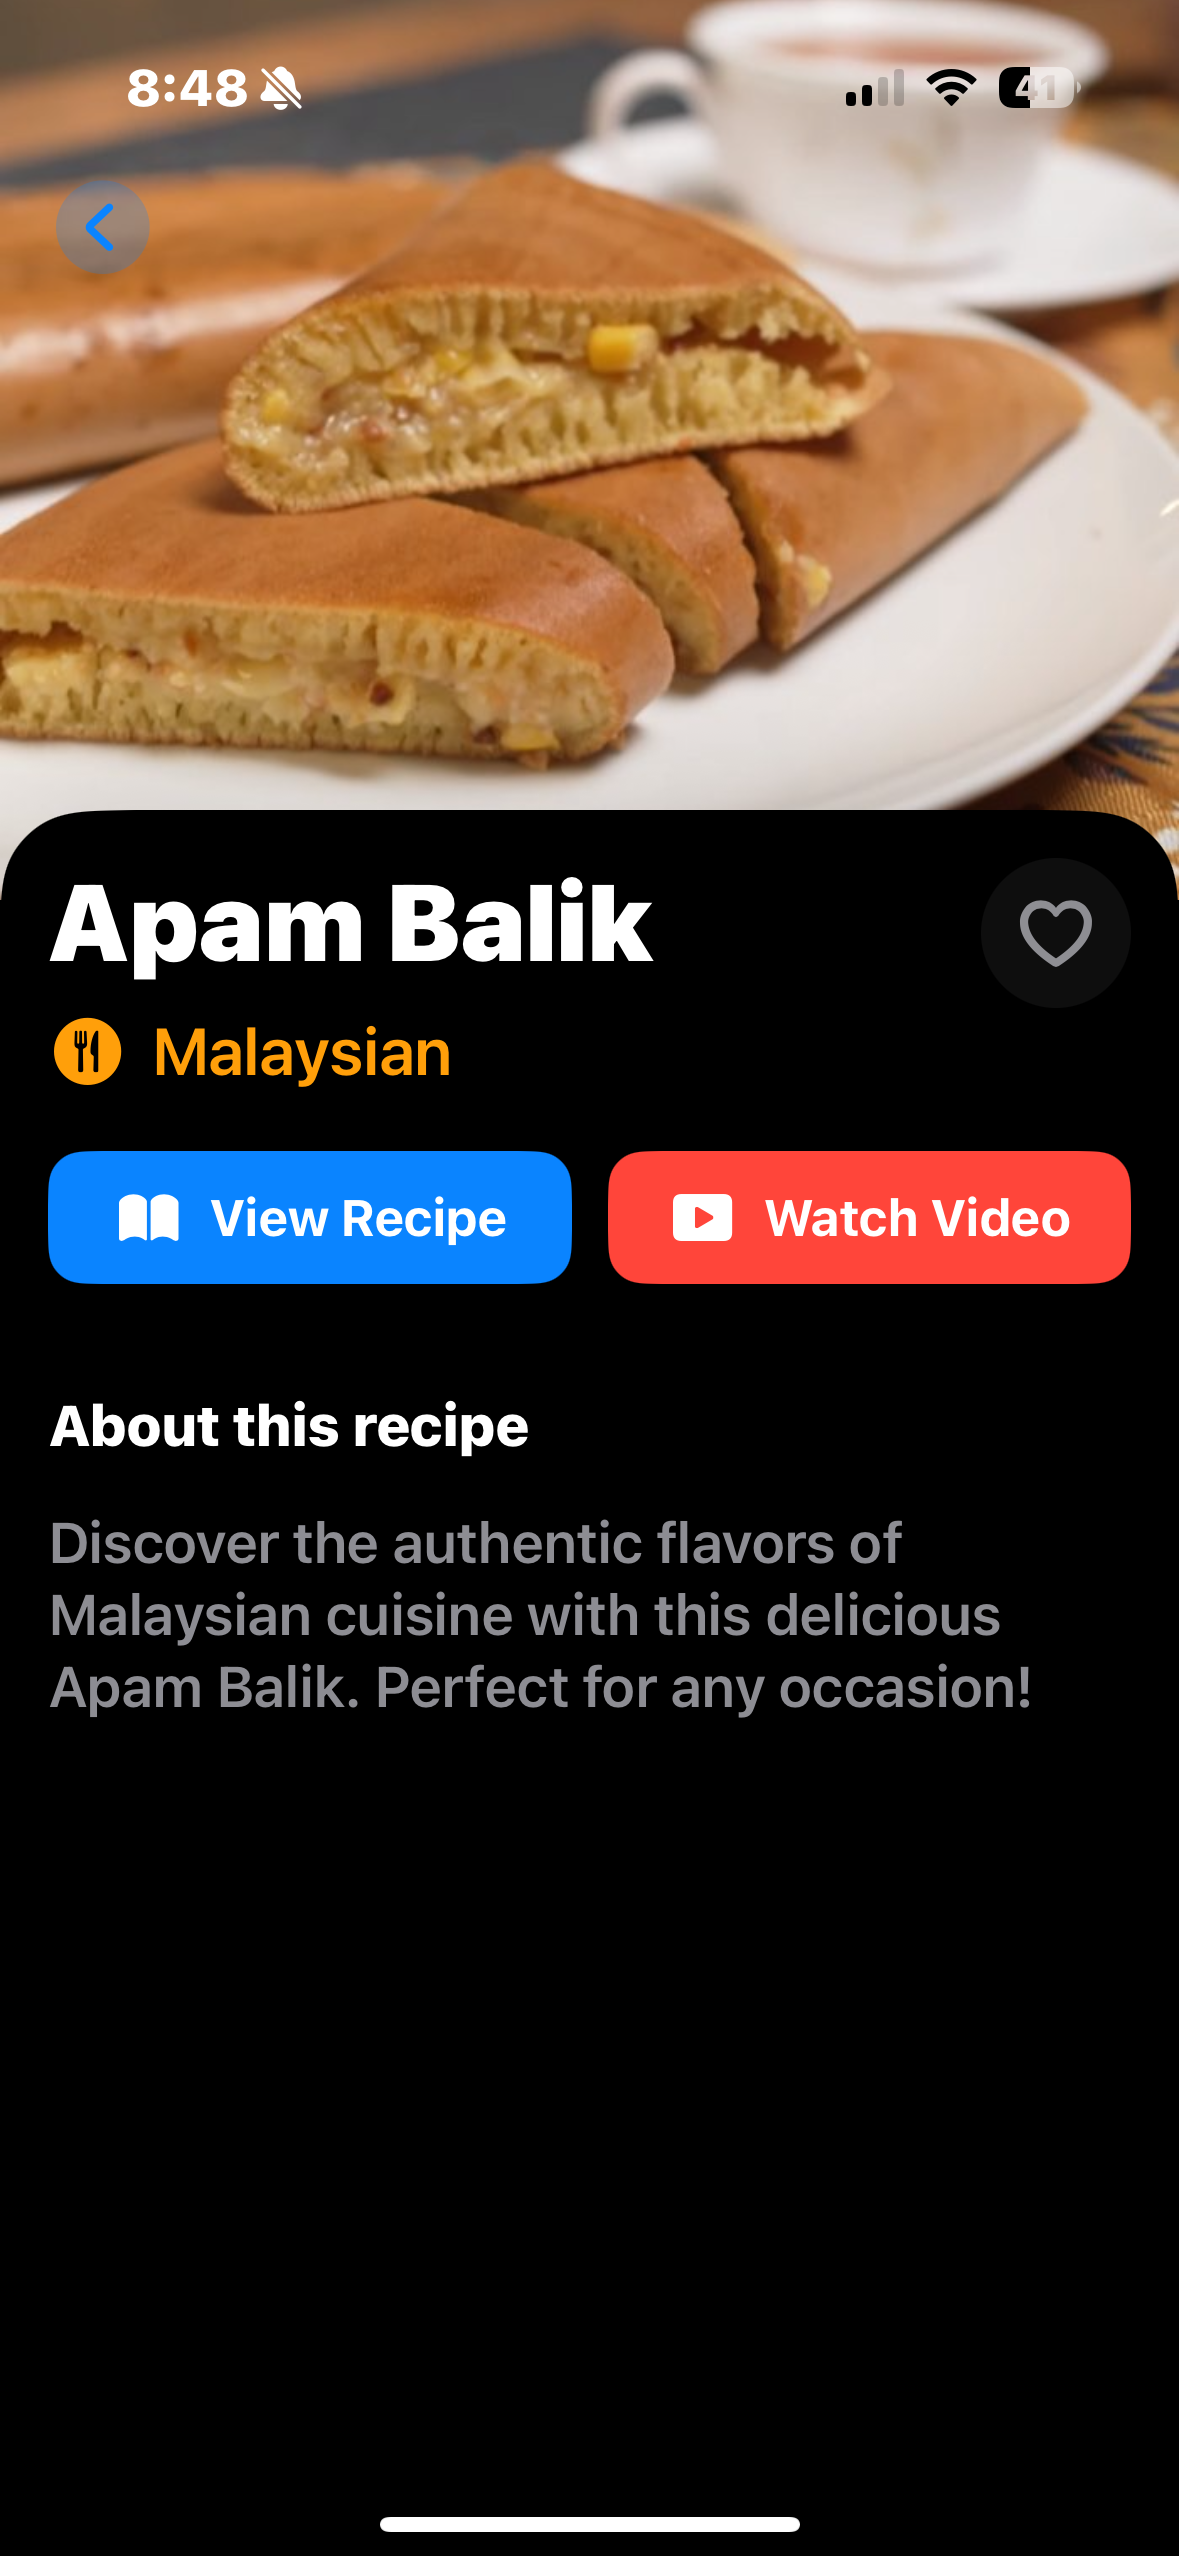 8:48
41
Apam Balik
Malaysian
View Recipe
Watch Video
About this recipe
Discover the authentic flavors of
Malaysian cuisine with this delicious
Apam Balik. Perfect for any occasion!